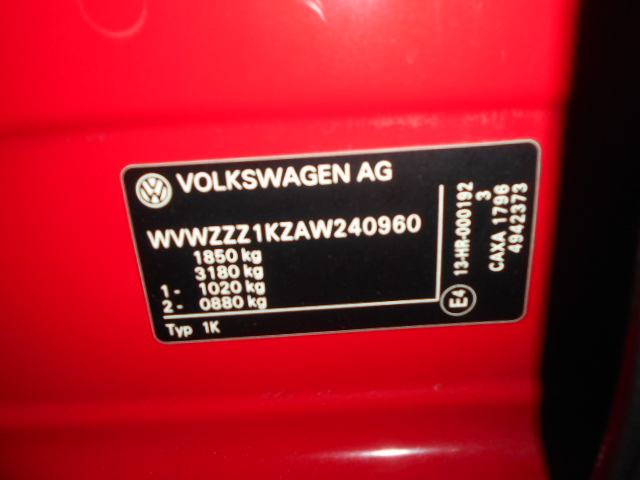 VOLKSWAGEN AG
WVWZZZ1KZAW240960
1850 kg
3180 kg
1 - 1020 kg
2 - 0880 kg
Typ 1K
E4
13-HR-000192
3
CAXA 1796
4942373